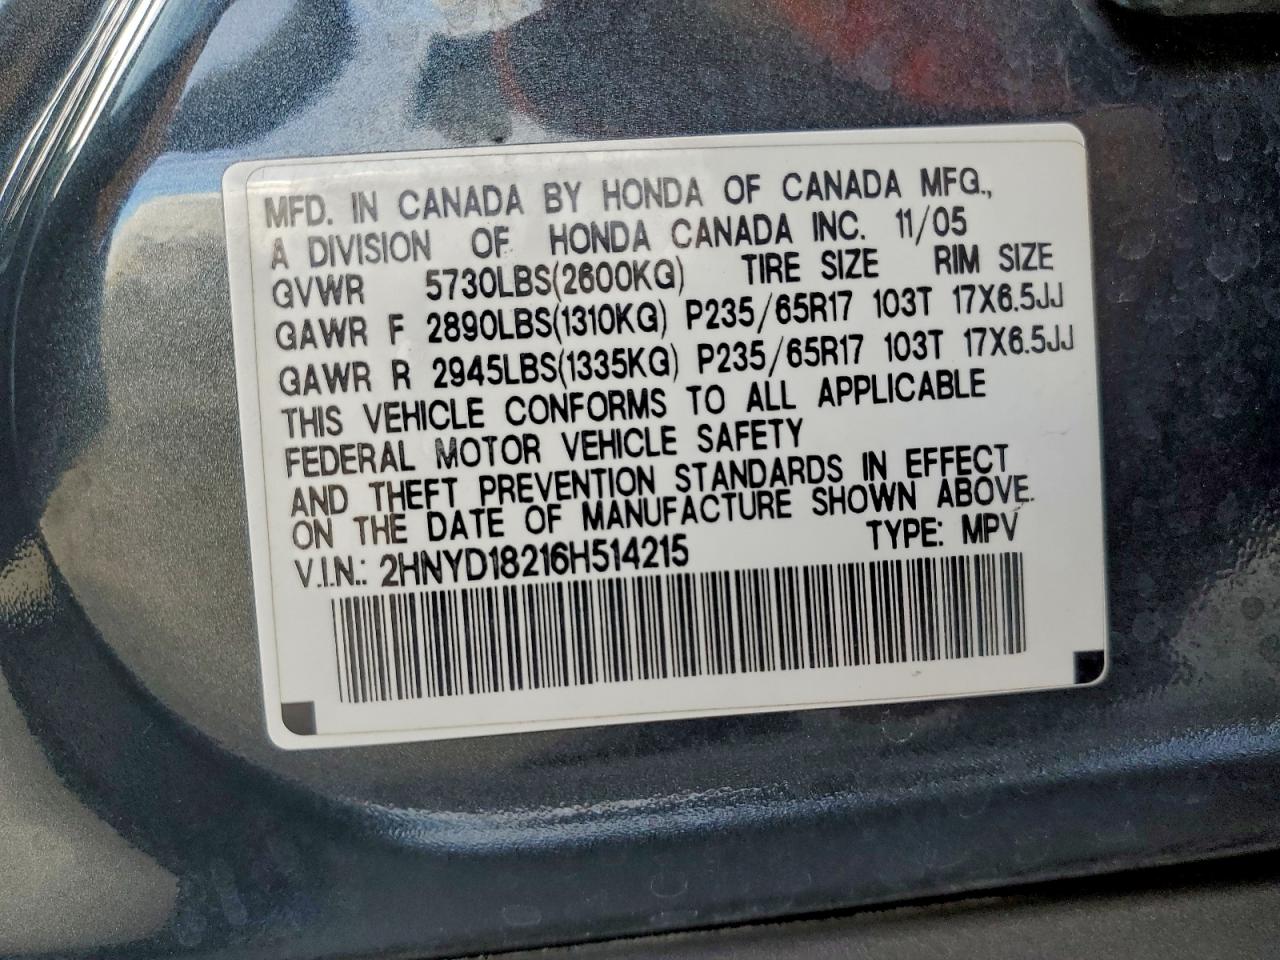 MFD. IN CANADA BY HONDA OF CANADA MFG.,
A DIVISION OF HONDA CANADA INC. 11/05
GVWR 5730LBS(2600KG) TIRE SIZE RIM SIZE
GAWR F 2890LBS(1310KG) P235/65R17 103T 17X6.5JJ
GAWR R 2945LBS(1335KG) P235/65R17 103T 17X6.5JJ
THIS VEHICLE CONFORMS TO ALL APPLICABLE
FEDERAL MOTOR VEHICLE SAFETY
AND THEFT PREVENTION STANDARDS IN EFFECT
ON THE DATE OF MANUFACTURE SHOWN ABOVE.
V.I.N.: 2HNYD18216H514215 TYPE: MPV